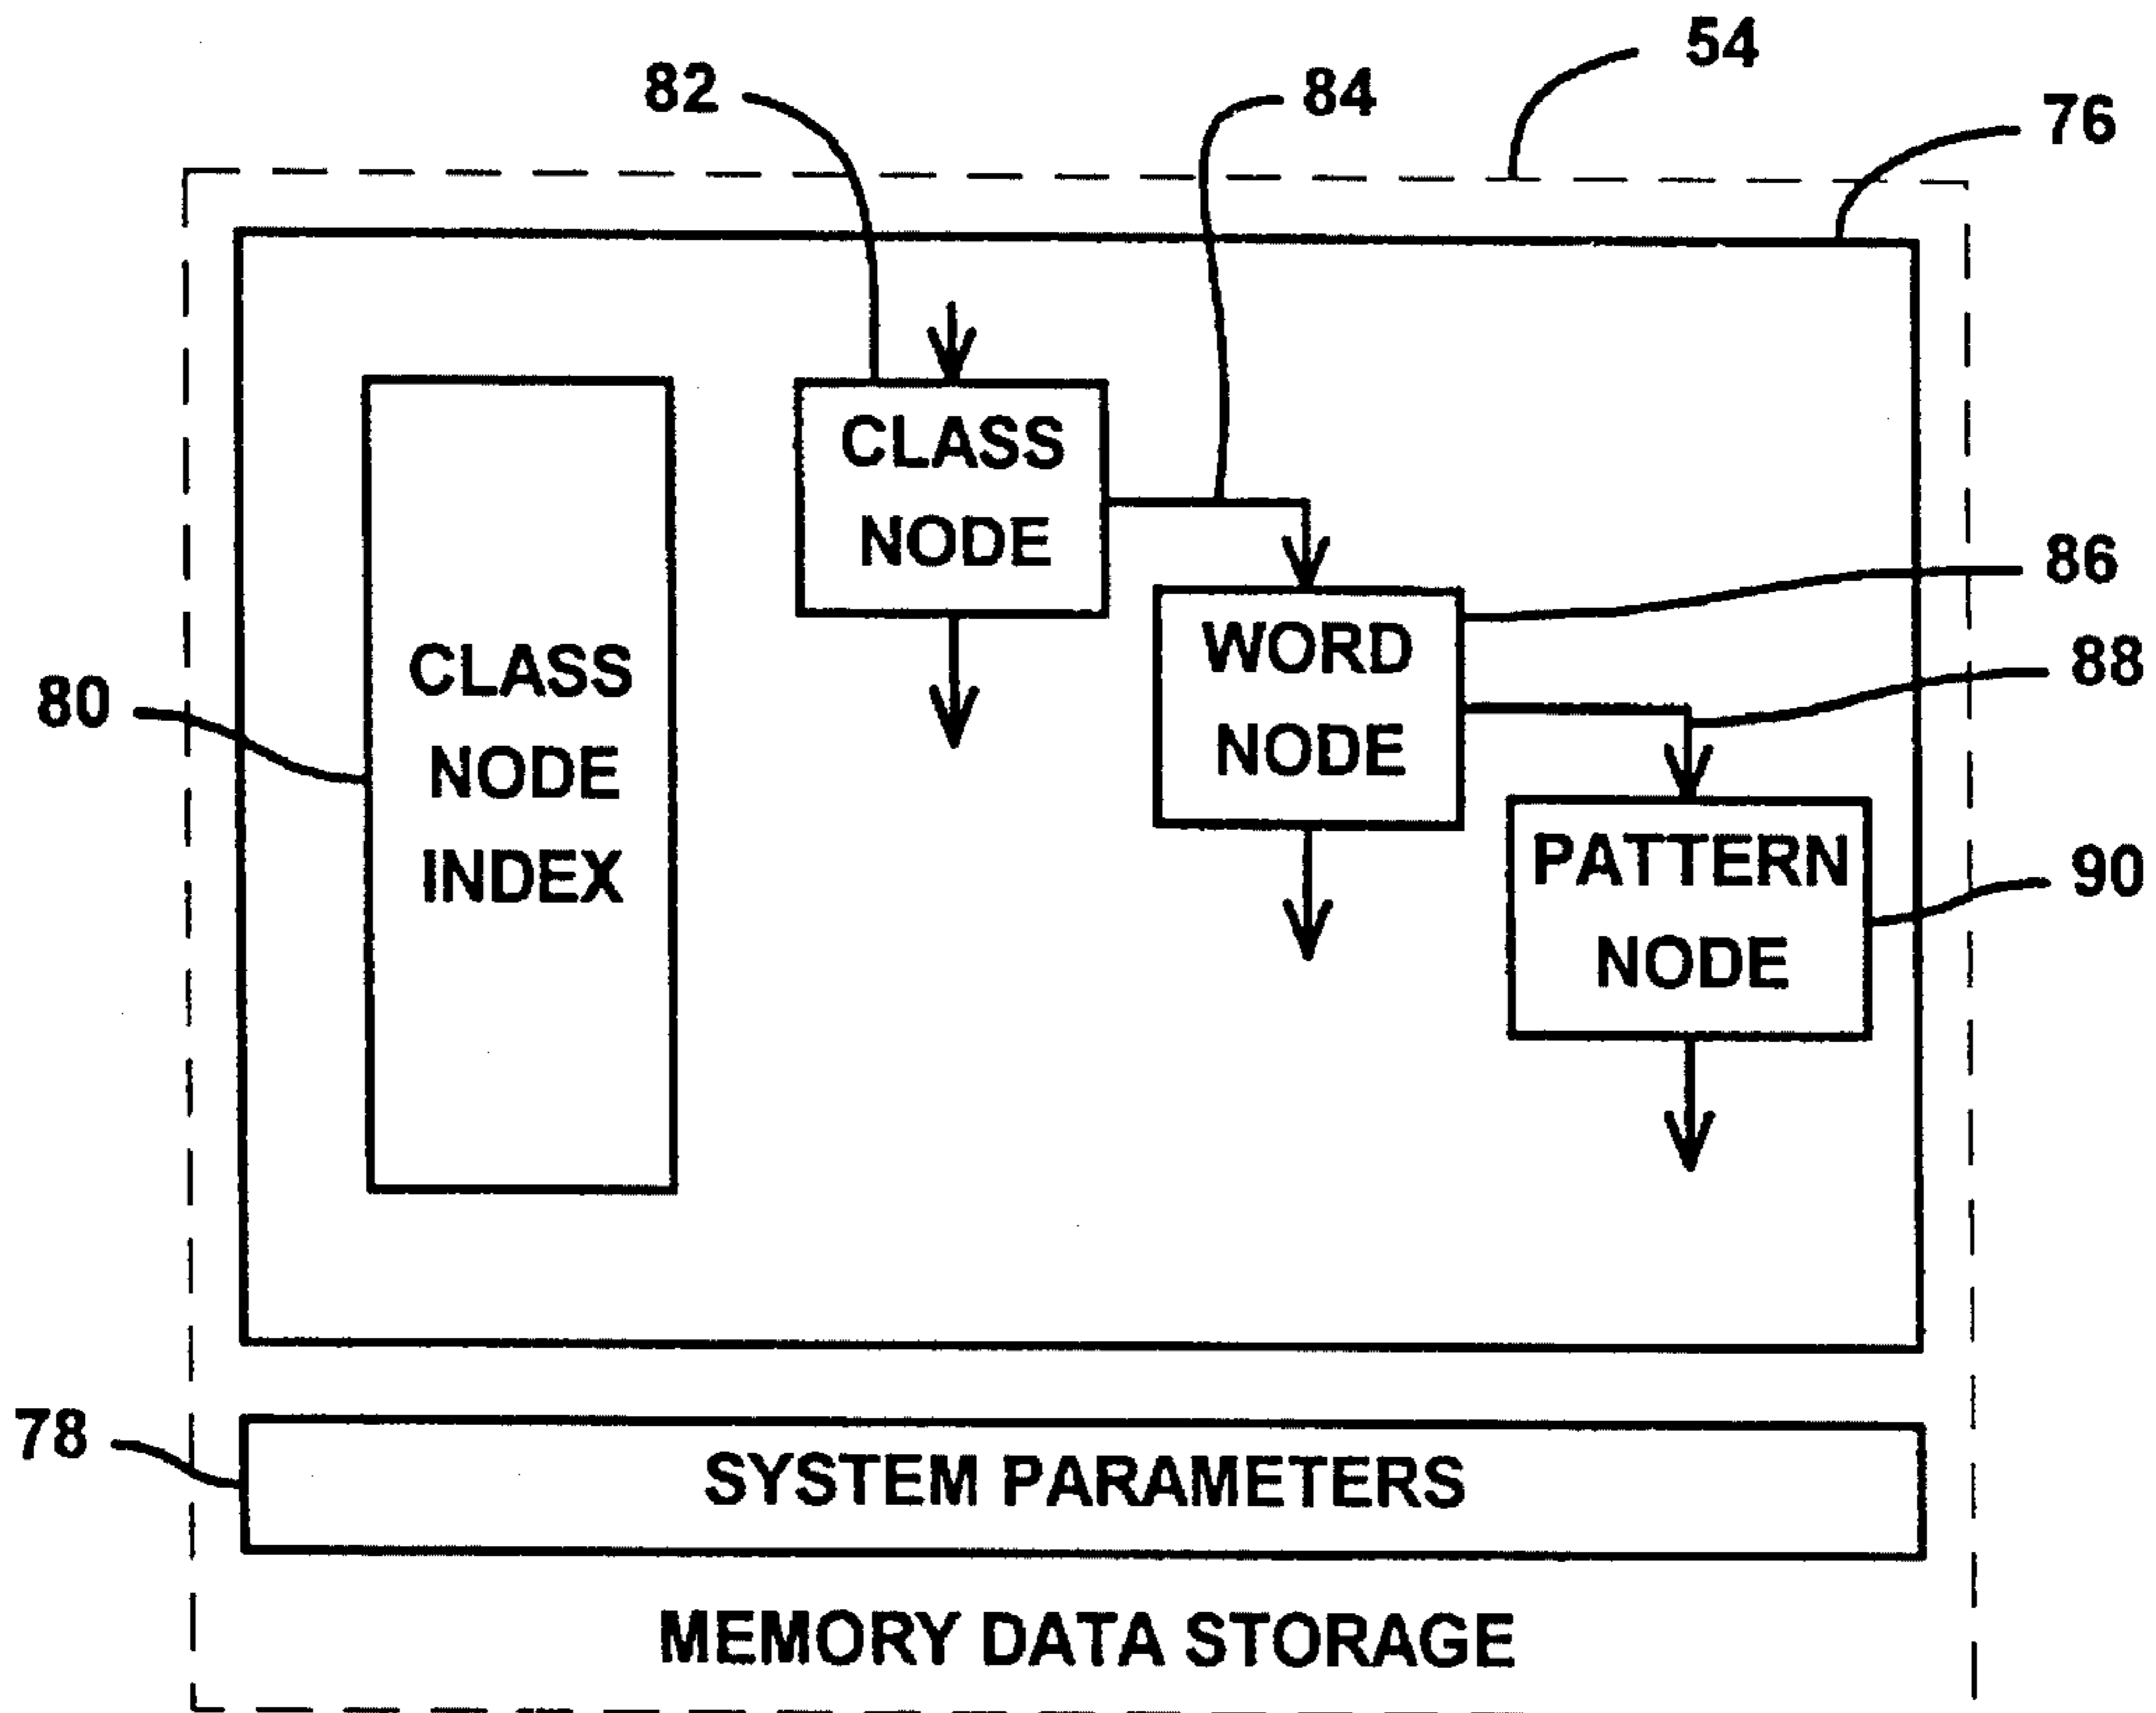 54
82
84
76
CLASS
NODE
86
WORD
NODE
88
CLASS
NODE
INDEX
80
PATTERN
NODE
90
78
SYSTEM PARAMETERS
MEMORY DATA STORAGE